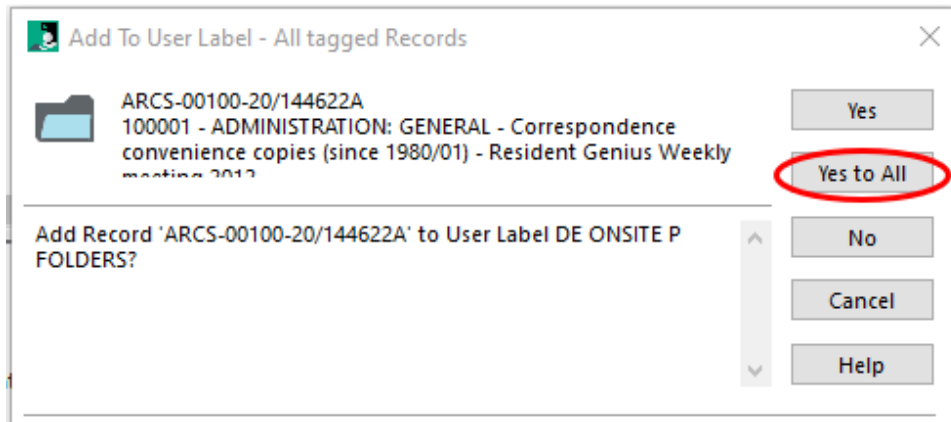 Add To User Label - All tagged Records
ARCS-00100-20/144622A
100001 - ADMINISTRATION: GENERAL - Correspondence
convenience copies (since 1980/01) - Resident Genius Weekly
meeting 2012
Yes
Yes to All
Add Record 'ARCS-00100-20/144622A' to User Label DE ONSITE P
FOLDERS?
No
Cancel
Help